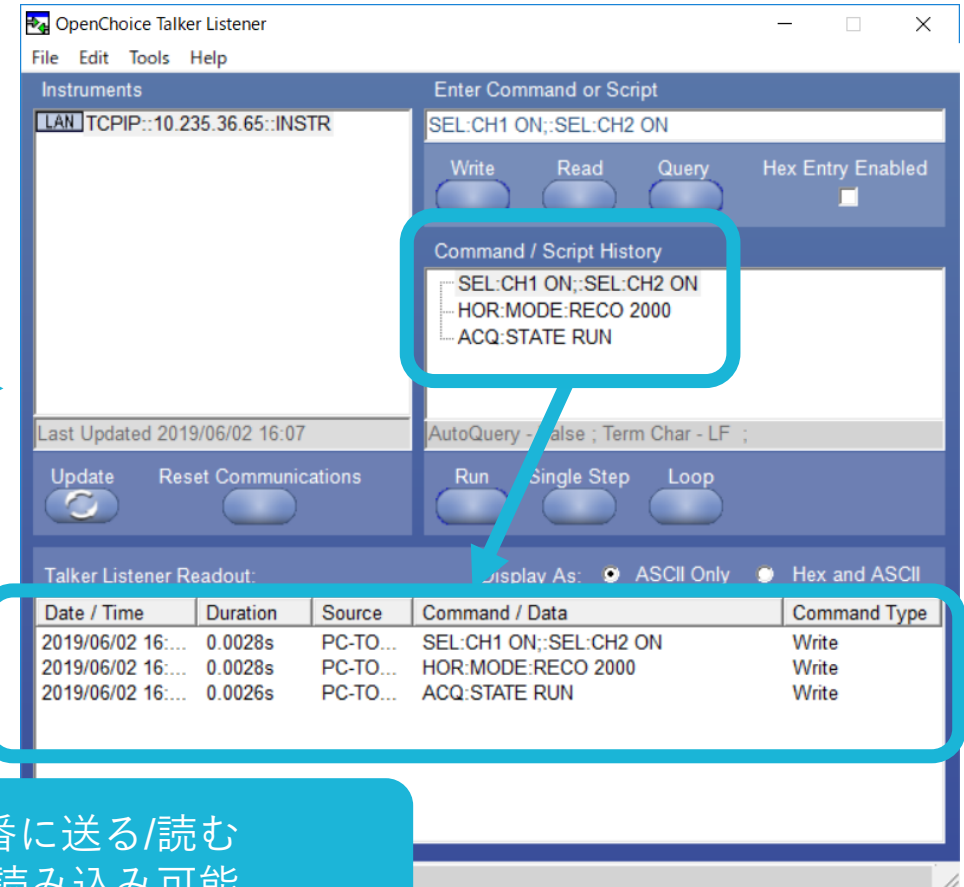 OpenChoice Talker Listener
File Edit Tools Help
Instruments
LAN TCPIP::10.235.36.65::INSTR
Last Updated 2019/06/02 16:07
Update Reset Communications
Enter Command or Script
SEL:CH1 ON;:SEL:CH2 ON
Write Read Query Hex Entry Enabled
Command / Script History
SEL:CH1 ON;:SEL:CH2 ON
HOR:MODE:RECO 2000
ACQ:STATE RUN
AutoQuery - False ; Term Char - LF ;
Run Single Step Loop
Talker Listener Readout: Display As: ASCII Only Hex and ASCII
Date / Time Duration Source Command / Data Command Type
2019/06/02 16:... 0.0028s PC-TO... SEL:CH1 ON;:SEL:CH2 ON Write
2019/06/02 16:... 0.0028s PC-TO... HOR:MODE:RECO 2000 Write
2019/06/02 16:... 0.0026s PC-TO... ACQ:STATE RUN Write
番に送る/読む
読み込み可能